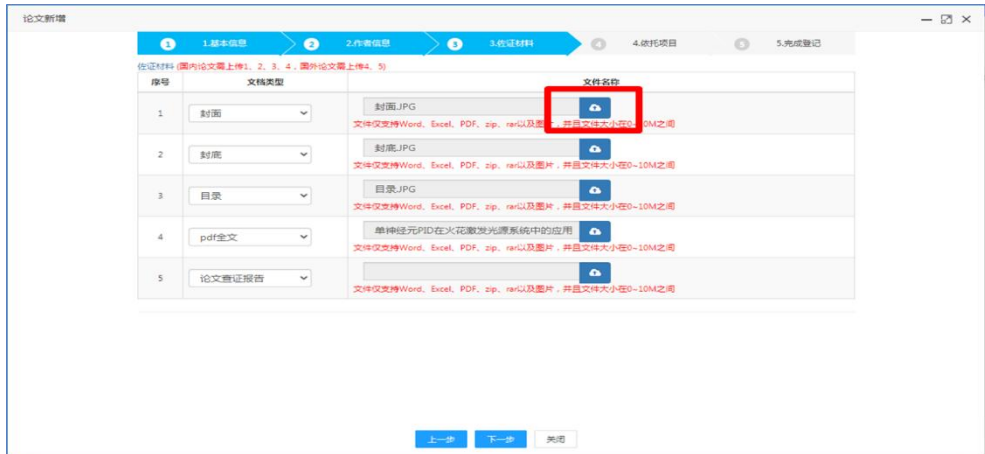 论文新增
1 1.基本信息 2 2.作者信息 3 3.佐证材料 4 4.依托项目 5 5.完成登记
佐证材料 (国内论文需上传1、2、3、4，国外论文需上传4、5)
序号 文档类型 文件名称
1 封面 封面.JPG
文件仅支持Word、Excel、PDF、zip、rar以及图片，并且文件大小在0~10M之间
2 封底 封底.JPG
文件仅支持Word、Excel、PDF、zip、rar以及图片，并且文件大小在0~10M之间
3 目录 目录.JPG
文件仅支持Word、Excel、PDF、zip、rar以及图片，并且文件大小在0~10M之间
4 pdf全文 单神经元PID在火花激发光源系统中的应用
文件仅支持Word、Excel、PDF、zip、rar以及图片，并且文件大小在0~10M之间
5 论文查证报告
文件仅支持Word、Excel、PDF、zip、rar以及图片，并且文件大小在0~10M之间
上一步 下一步 关闭